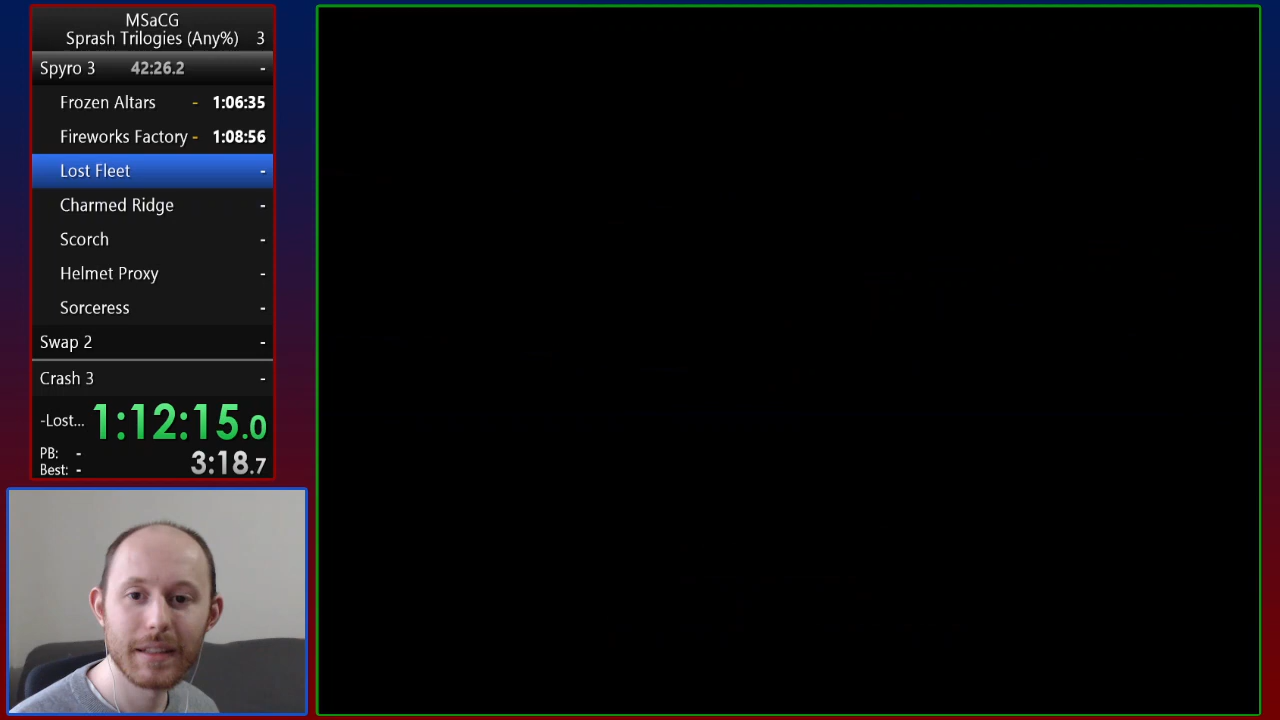 MSaCG
Sprash Trilogies (Any%) 3
Spyro 3 42:26.2 -
Frozen Altars - 1:06:35
Fireworks Factory - 1:08:56
Lost Fleet -
Charmed Ridge -
Scorch -
Helmet Proxy -
Sorceress -
Swap 2 -
Crash 3 -
-Lost... 1:12:15.0
PB: -
Best: - 3:18.7